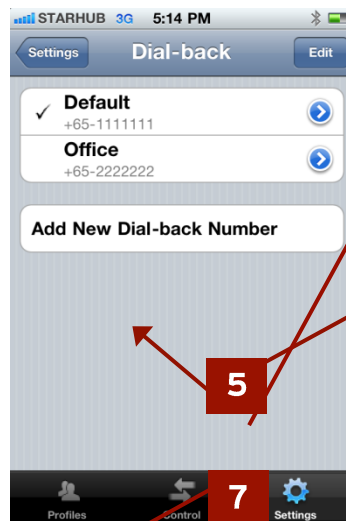 STARHUB 3G 5:14 PM
Settings Dial-back Edit
Default
+65-1111111
Office
+65-2222222
Add New Dial-back Number
5
7
Profiles Control Settings